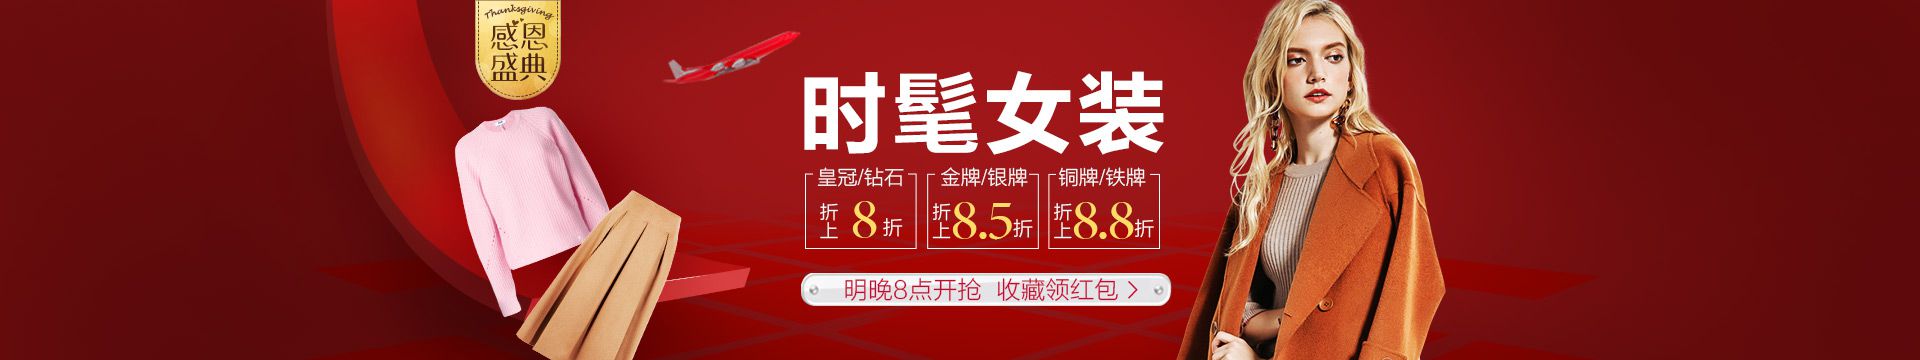 Thanksgiving
感恩
盛典
时髦女装
皇冠/钻石
折上8折
金牌/银牌
折上8.5折
铜牌/铁牌
折上8.8折
明晚8点开抢 收藏领红包 >